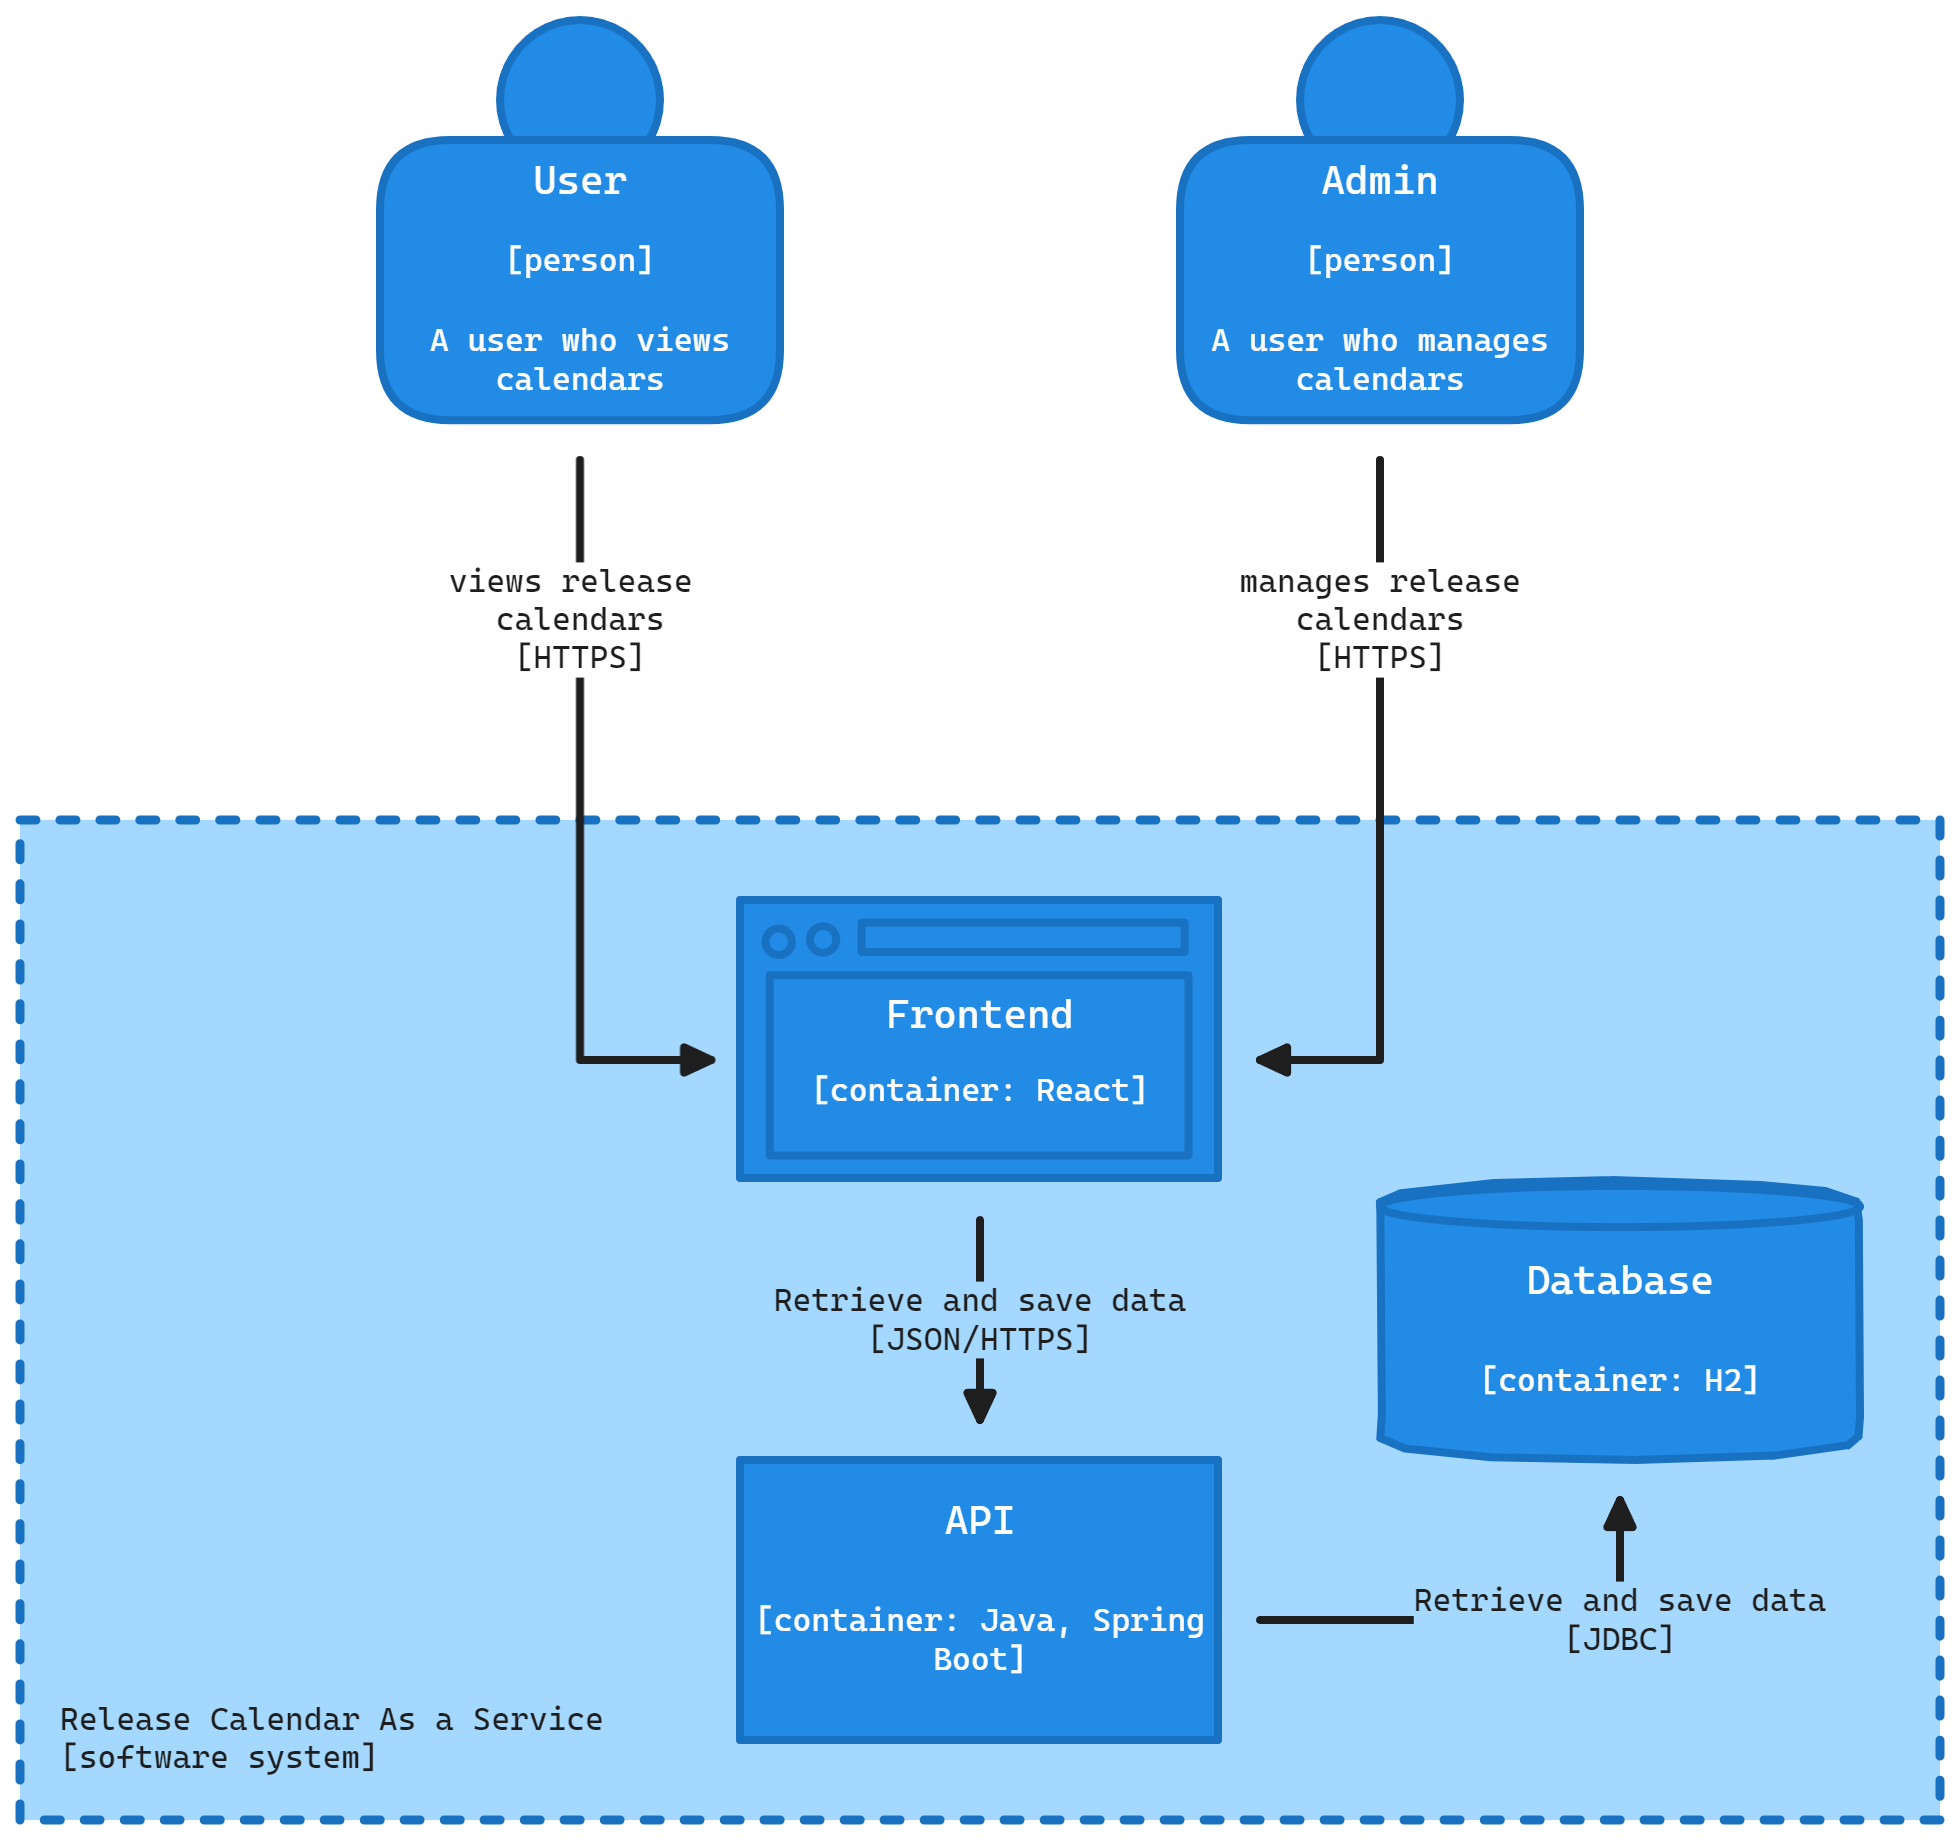 User
[person]
A user who views
calendars
Admin
[person]
A user who manages
calendars
views release
calendars
[HTTPS]
manages release
calendars
[HTTPS]
Frontend
[container: React]
Retrieve and save data
[JSON/HTTPS]
Database
[container: H2]
API
[container: Java, Spring
Boot]
Retrieve and save data
[JDBC]
Release Calendar As a Service
[software system]